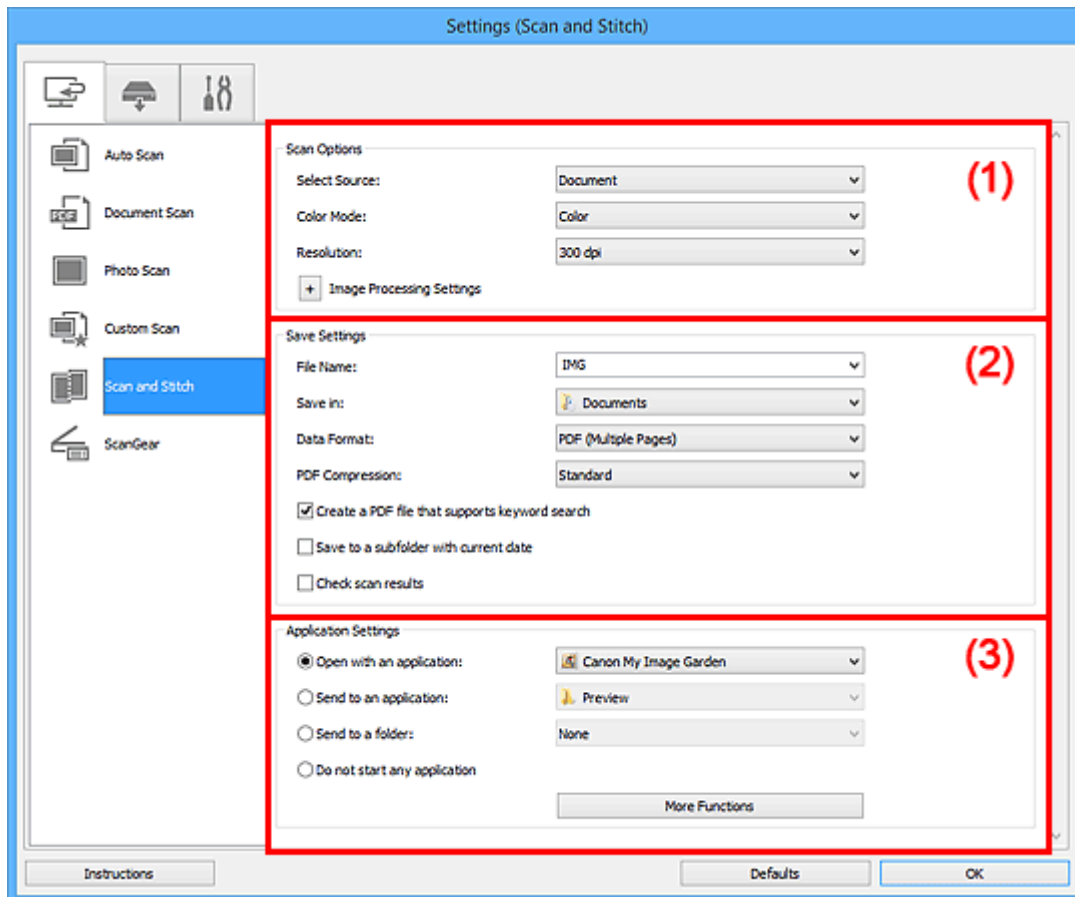 Settings (Scan and Stitch)
Auto Scan
Document Scan
Photo Scan
Custom Scan
Scan and Stitch
ScanGear
PDF
Scan Options
(1)
Select Source: Document
Color Mode: Color
Resolution: 300 dpi
+ Image Processing Settings
Save Settings
(2)
File Name: IMG
Save in: Documents
Data Format: PDF (Multiple Pages)
PDF Compression: Standard
Create a PDF file that supports keyword search
Save to a subfolder with current date
Check scan results
Application Settings
(3)
Open with an application: Canon My Image Garden
Send to an application: Preview
Send to a folder: None
Do not start any application
More Functions
Instructions Defaults OK